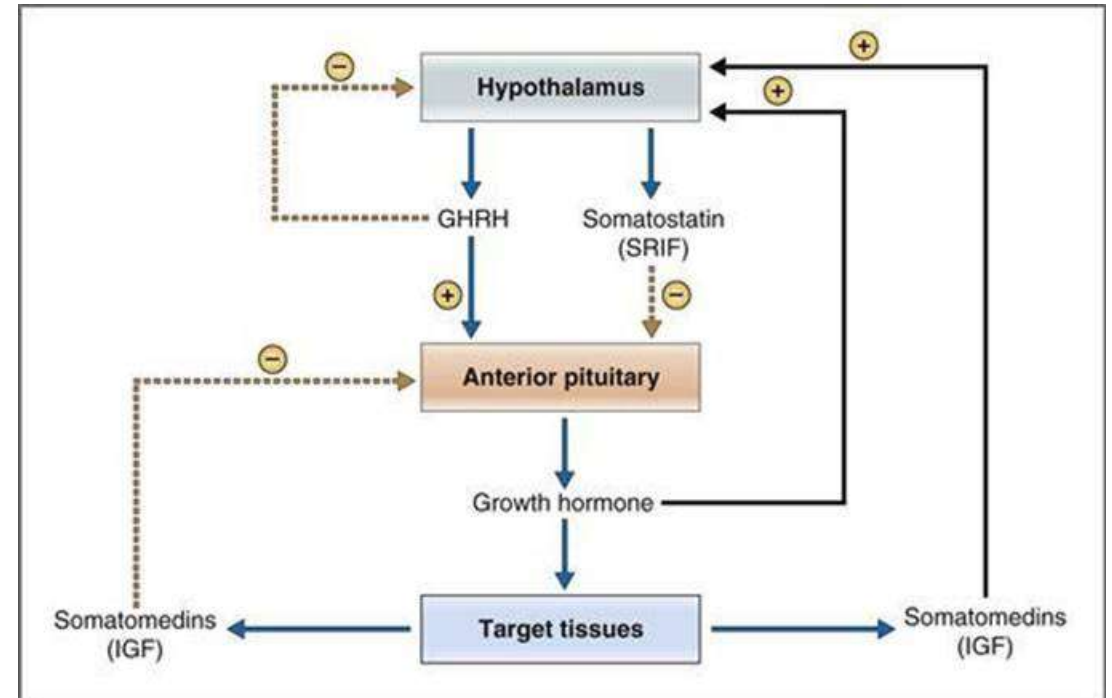 +
−
+
Hypothalamus
GHRH
Somatostatin
(SRIF)
+
−
−
Anterior pituitary
Growth hormone
Somatomedins
(IGF)
Target tissues
Somatomedins
(IGF)